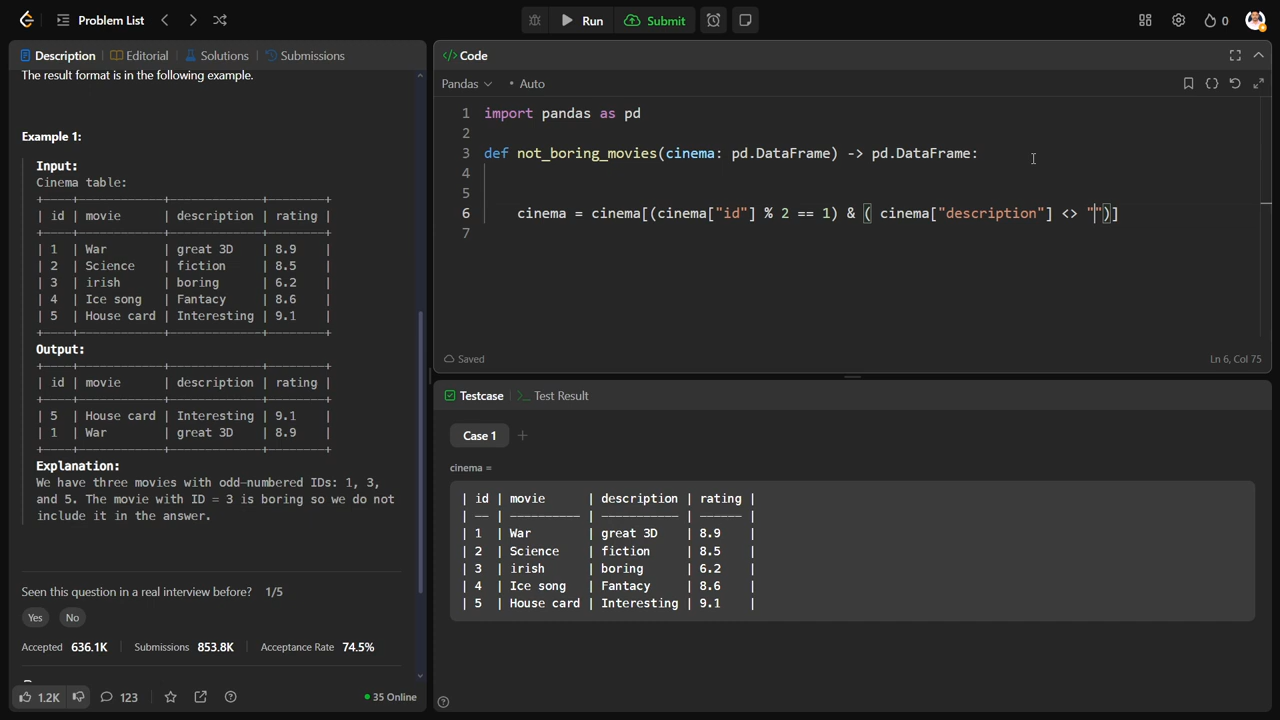 Problem List
Run
Submit
0
Description
Editorial
Solutions
Submissions
The result format is in the following example.
Example 1:
Input:
Cinema table:
+----+------------+-------------+--------+
| id | movie | description | rating |
+----+------------+-------------+--------+
| 1 | War | great 3D | 8.9 |
| 2 | Science | fiction | 8.5 |
| 3 | irish | boring | 6.2 |
| 4 | Ice song | Fantacy | 8.6 |
| 5 | House card | Interesting | 9.1 |
+----+------------+-------------+--------+
Output:
+----+------------+-------------+--------+
| id | movie | description | rating |
+----+------------+-------------+--------+
| 5 | House card | Interesting | 9.1 |
| 1 | War | great 3D | 8.9 |
+----+------------+-------------+--------+
Explanation:
We have three movies with odd-numbered IDs: 1, 3,
and 5. The movie with ID = 3 is boring so we do not
include it in the answer.
Seen this question in a real interview before? 1/5
Yes No
Accepted 636.1K Submissions 853.8K Acceptance Rate 74.5%
1.2K 123 35 Online
</> Code
Pandas Auto
1 import pandas as pd
2
3 def not_boring_movies(cinema: pd.DataFrame) -> pd.DataFrame:
4
5
6 cinema = cinema[(cinema["id"] % 2 == 1) & ( cinema["description"] <> "")]
7
Saved Ln 6, Col 75
Testcase >_ Test Result
Case 1 +
cinema =
| id | movie | description | rating |
| -- | ---------- | ----------- | ------ |
| 1 | War | great 3D | 8.9 |
| 2 | Science | fiction | 8.5 |
| 3 | irish | boring | 6.2 |
| 4 | Ice song | Fantacy | 8.6 |
| 5 | House card | Interesting | 9.1 |